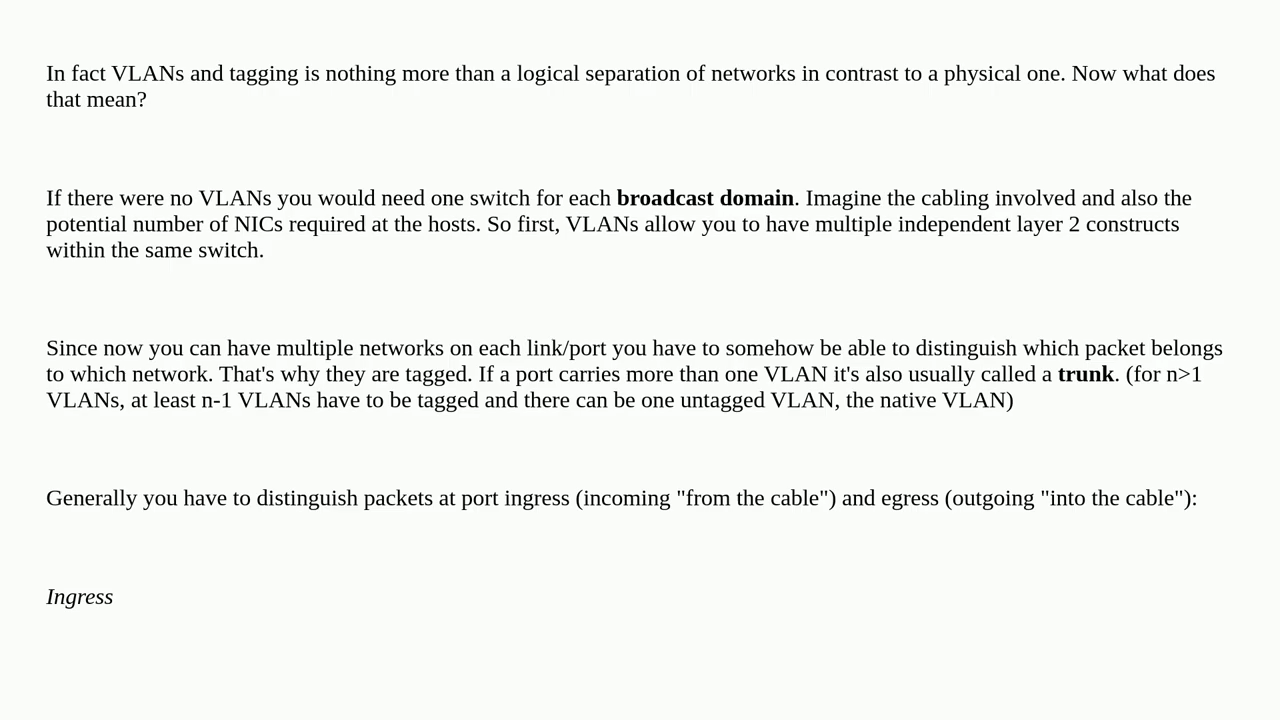 In fact VLANs and tagging is nothing more than a logical separation of networks in contrast to a physical one. Now what does
that mean?
If there were no VLANs you would need one switch for each broadcast domain. Imagine the cabling involved and also the
potential number of NICs required at the hosts. So first, VLANs allow you to have multiple independent layer 2 constructs
within the same switch.
Since now you can have multiple networks on each link/port you have to somehow be able to distinguish which packet belongs
to which network. That's why they are tagged. If a port carries more than one VLAN it's also usually called a trunk. (for n>1
VLANs, at least n-1 VLANs have to be tagged and there can be one untagged VLAN, the native VLAN)
Generally you have to distinguish packets at port ingress (incoming "from the cable") and egress (outgoing "into the cable"):
Ingress